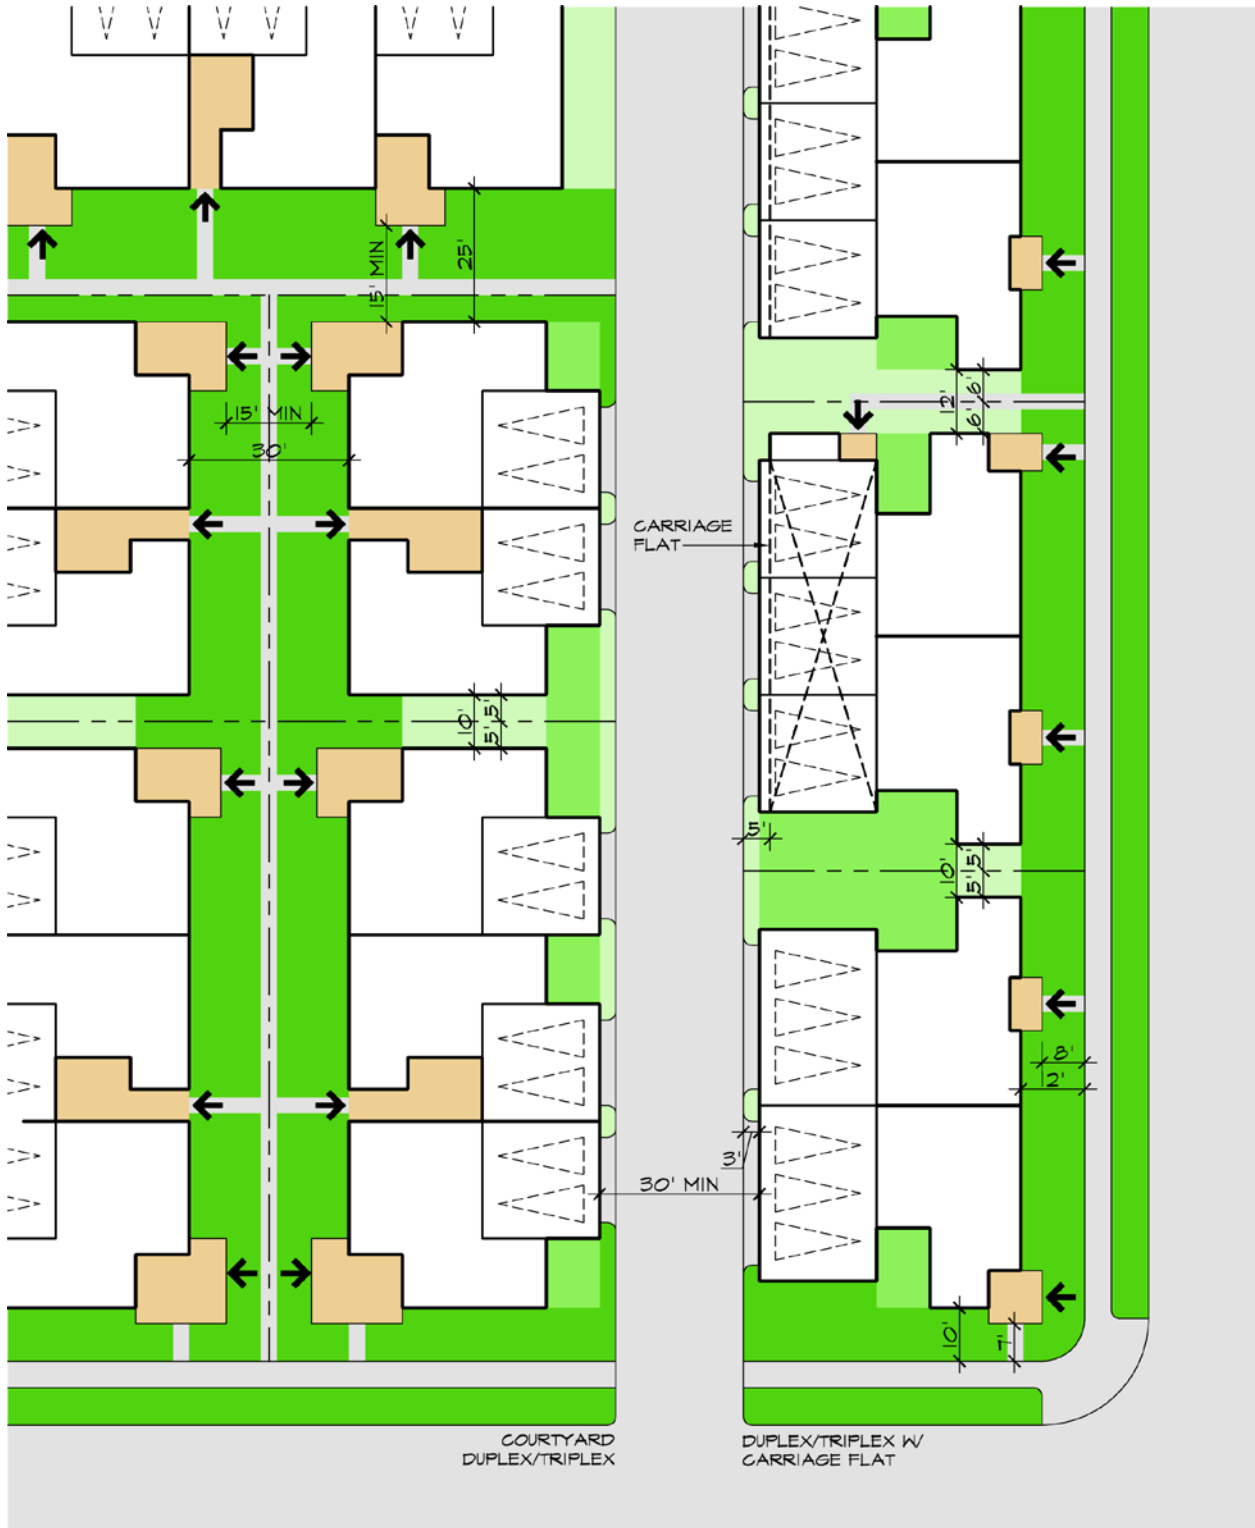 15' MIN
25'
15' MIN
30'
12'
6'
6'
CARRIAGE
FLAT
10'
5'
5'
5'
10'
5'
5'
8'
2'
3'
30' MIN
10'
7'
COURTYARD
DUPLEX/TRIPLEX
DUPLEX/TRIPLEX W/
CARRIAGE FLAT